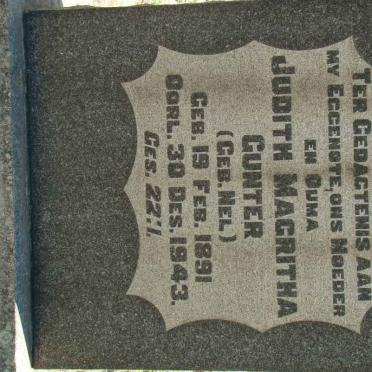 TER GEDACTENIS AAN
MY EGGENOTE, ONS MOEDER
EN OUMA
JUDITH MAGRITHA
GUNTER
(GEB. NEL.)
GEB. 19 FEB. 1891
OORL. 30 DES. 1943.
GES. 22:1.